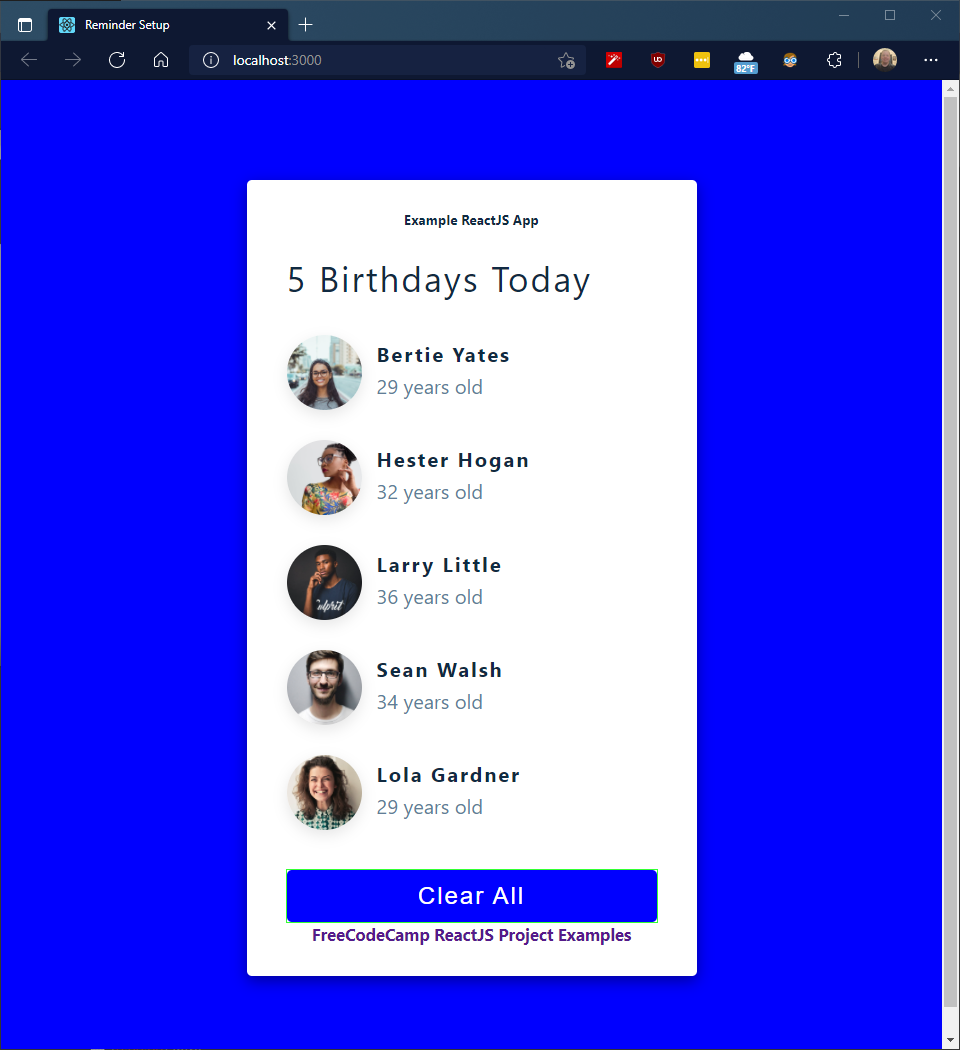 Reminder Setup
localhost:3000
UD
82°F
Example ReactJS App
5 Birthdays Today
Bertie Yates
29 years old
Hester Hogan
32 years old
Larry Little
36 years old
Culprit
Sean Walsh
34 years old
Lola Gardner
29 years old
Clear All
FreeCodeCamp ReactJS Project Examples